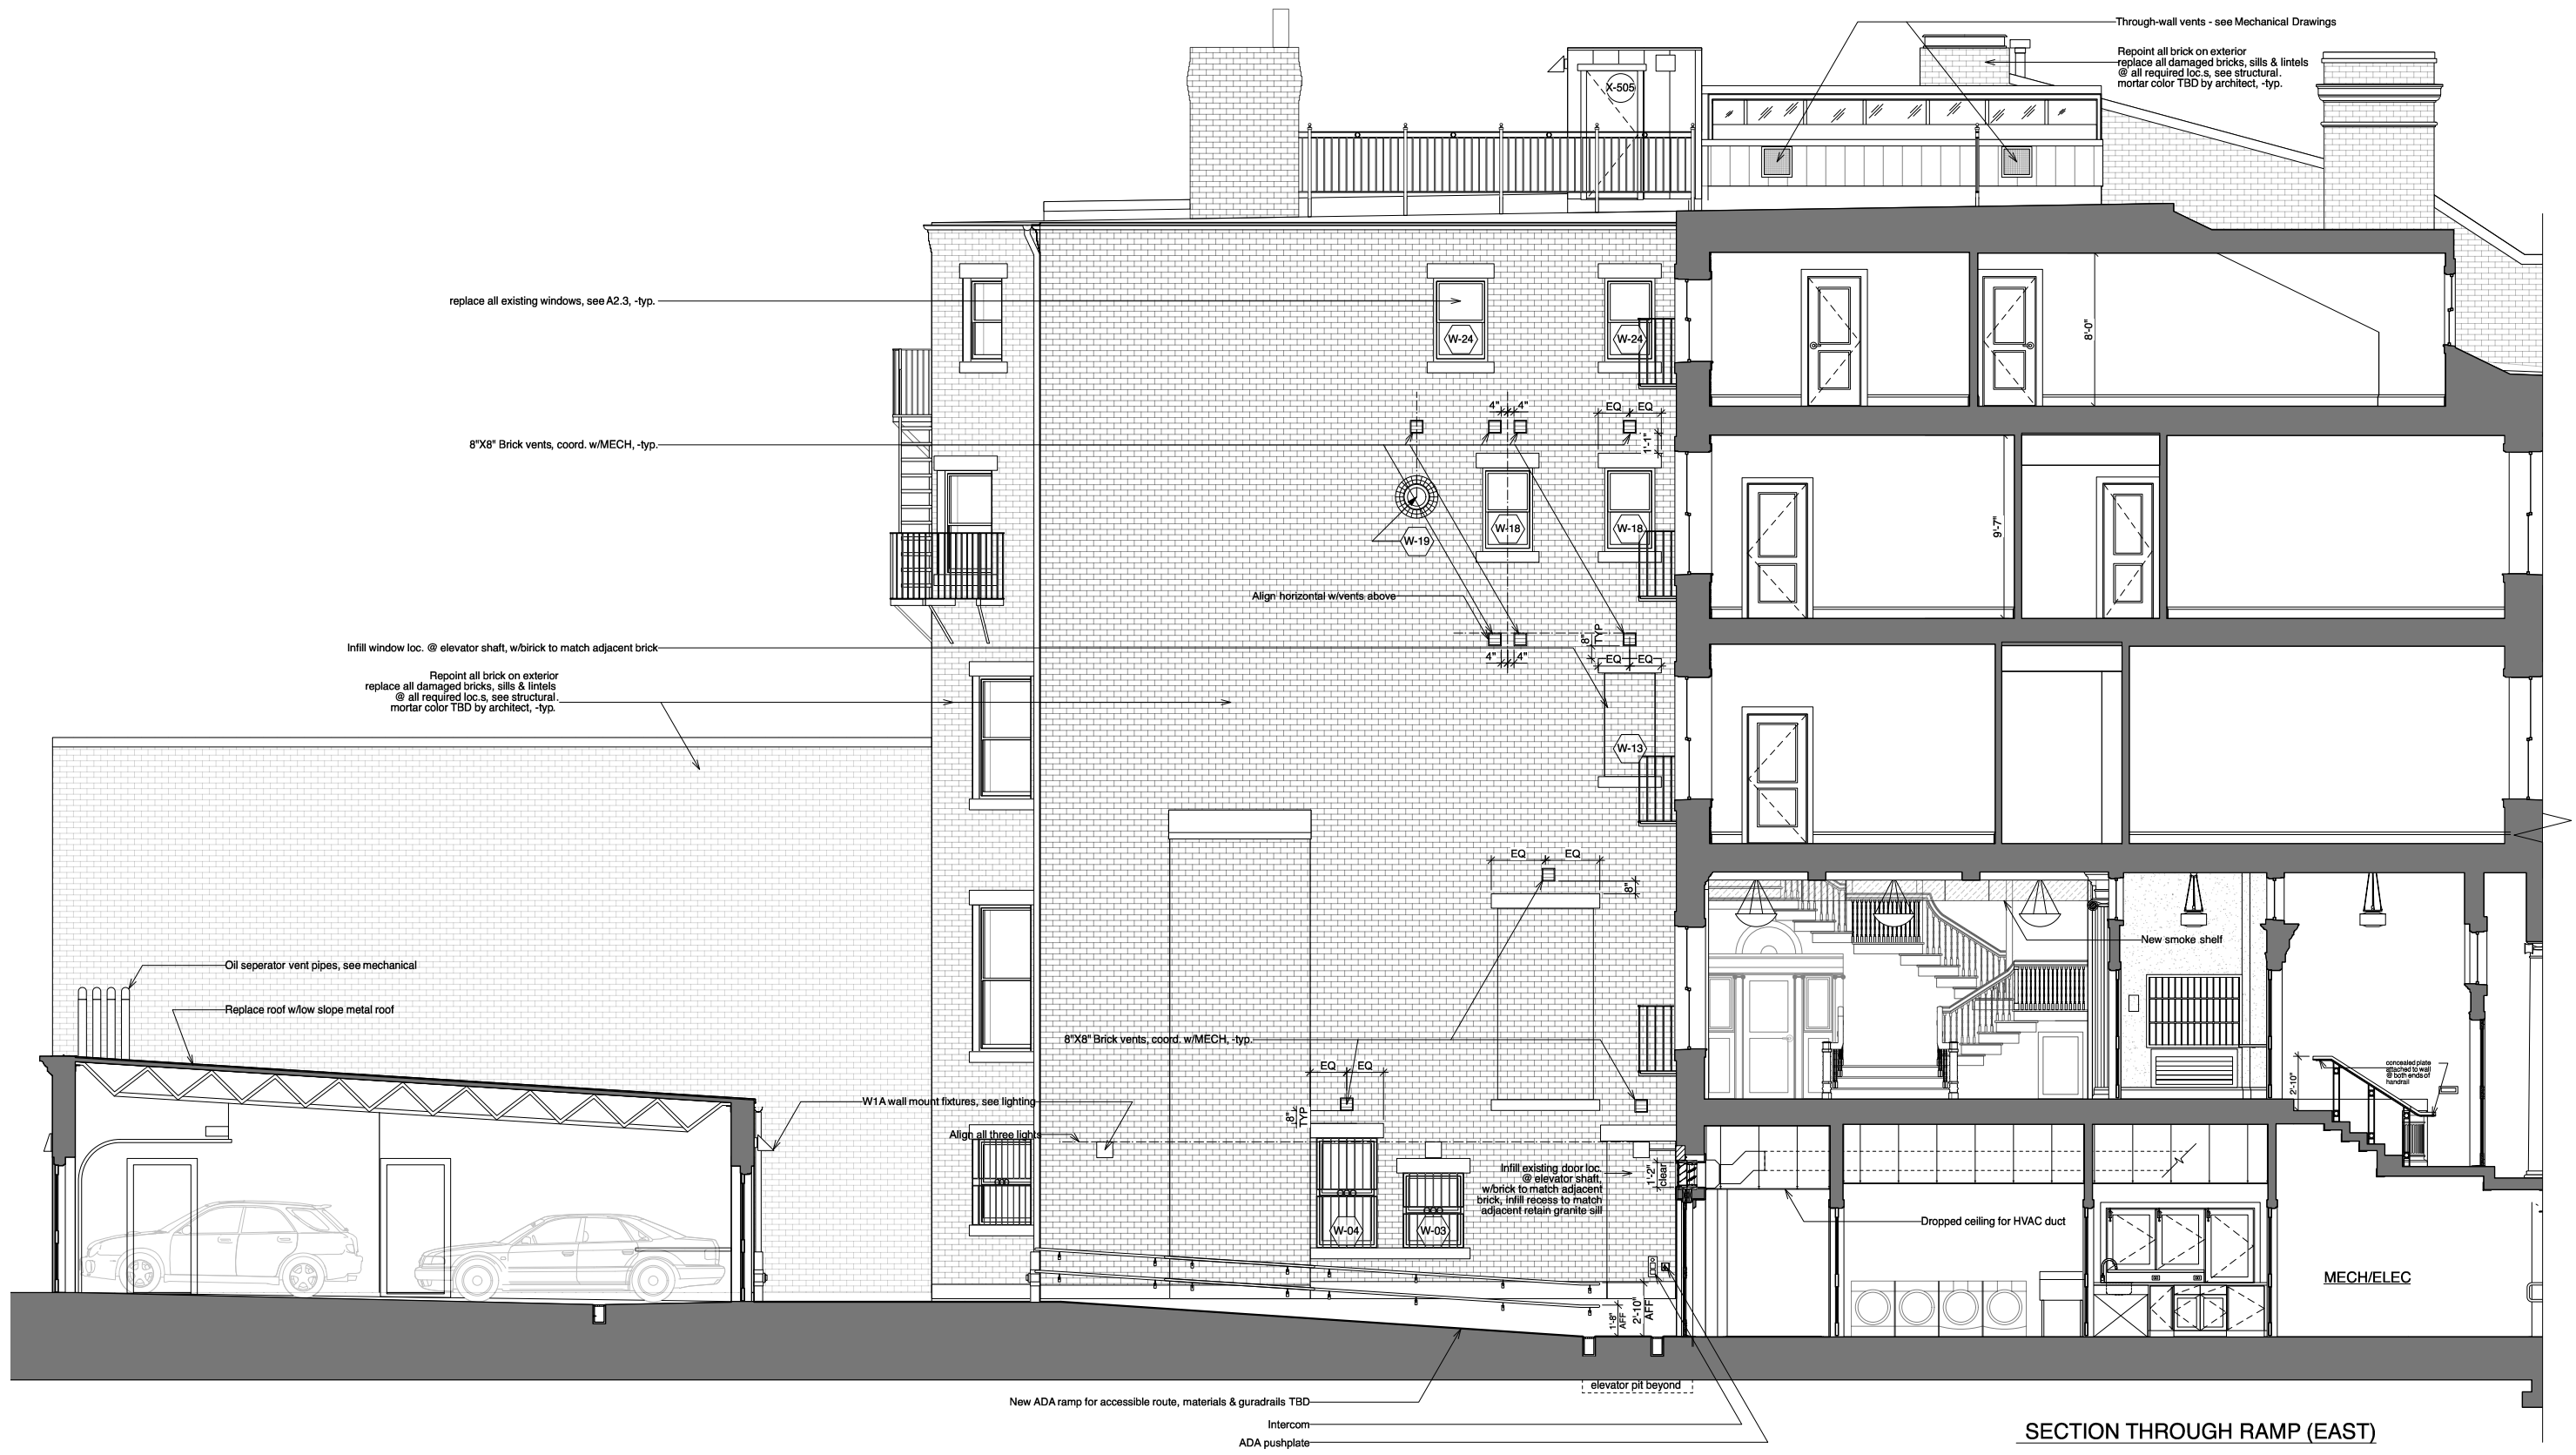 Through-wall vents - see Mechanical Drawings
Repoint all brick on exterior
replace all damaged bricks, sills & lintels
@ all required loc.s, see structural.
mortar color TBD by architect, -typ.
X-505
replace all existing windows, see A2.3, -typ.
W-24
W-24
8'-0"
4"
4"
EQ
EQ
8"X8" Brick vents, coord. w/MECH, -typ.
1'-1"
W-18
W-18
W-19
9'-7"
Align horizontal w/vents above
8"
TYP
Infill window loc. @ elevator shaft, w/birick to match adjacent brick
4"
4"
EQ
EQ
Repoint all brick on exterior
replace all damaged bricks, sills & lintels
@ all required loc.s, see structural.
mortar color TBD by architect, -typ.
W-13
EQ
EQ
8"
New smoke shelf
Oil seperator vent pipes, see mechanical
Replace roof w/low slope metal roof
8"X8" Brick vents, coord. w/MECH, -typ.
EQ
EQ
concealed plate
attached to wall
@ both ends of
handrail
2'-10"
W1A wall mount fixtures, see lighting
8"
TYP
Align all three lights
Infill existing door loc.
@ elevator shaft,
w/brick to match adjacent
brick, infill recess to match
adjacent retain granite sill
1'-2"
clear
W-04
W-03
Dropped ceiling for HVAC duct
MECH/ELEC
1'-8"
AFF
2'-10"
AFF
elevator pit beyond
New ADA ramp for accessible route, materials & guradrails TBD
Intercom
ADA pushplate
SECTION THROUGH RAMP (EAST)